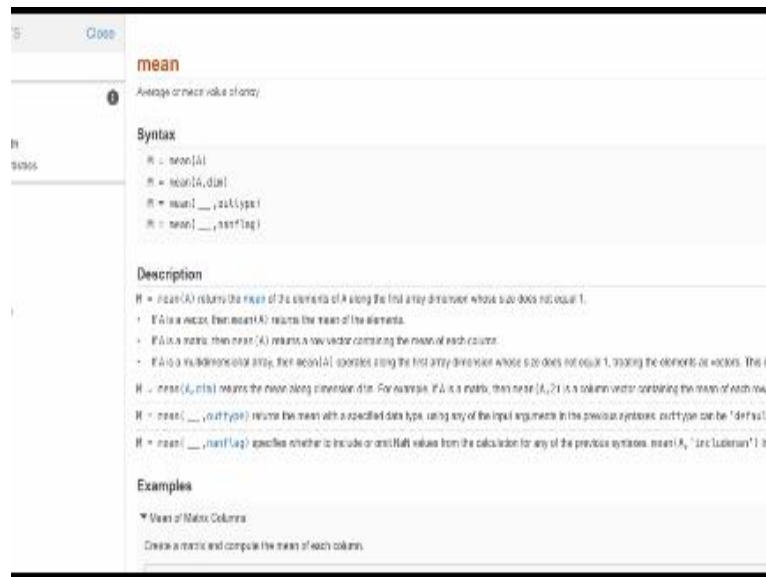 Close
mean
Average or mean value of array
Syntax
M = mean(A)
M = mean(A,dim)
M = mean(__,outtype)
M = mean(__,nanflag)
Description
M = mean(A) returns the mean of the elements of A along the first array dimension whose size does not equal 1.
• If A is a vector, then mean(A) returns the mean of the elements.
• If A is a matrix, then mean(A) returns a row vector containing the mean of each column.
• If A is a multidimensional array, then mean(A) operates along the first array dimension whose size does not equal 1, treating the elements as vectors. This
M = mean(A,dim) returns the mean along dimension dim. For example, if A is a matrix, then mean(A,2) is a column vector containing the mean of each row
M = mean(__,outtype) returns the mean with a specified data type, using any of the input arguments in the previous syntaxes. outtype can be 'defaul
M = mean(__,nanflag) specifies whether to include or omit NaN values from the calculation for any of the previous syntaxes. mean(A,'includenan') i
Examples
▼ Mean of Matrix Columns
Create a matrix and compute the mean of each column.